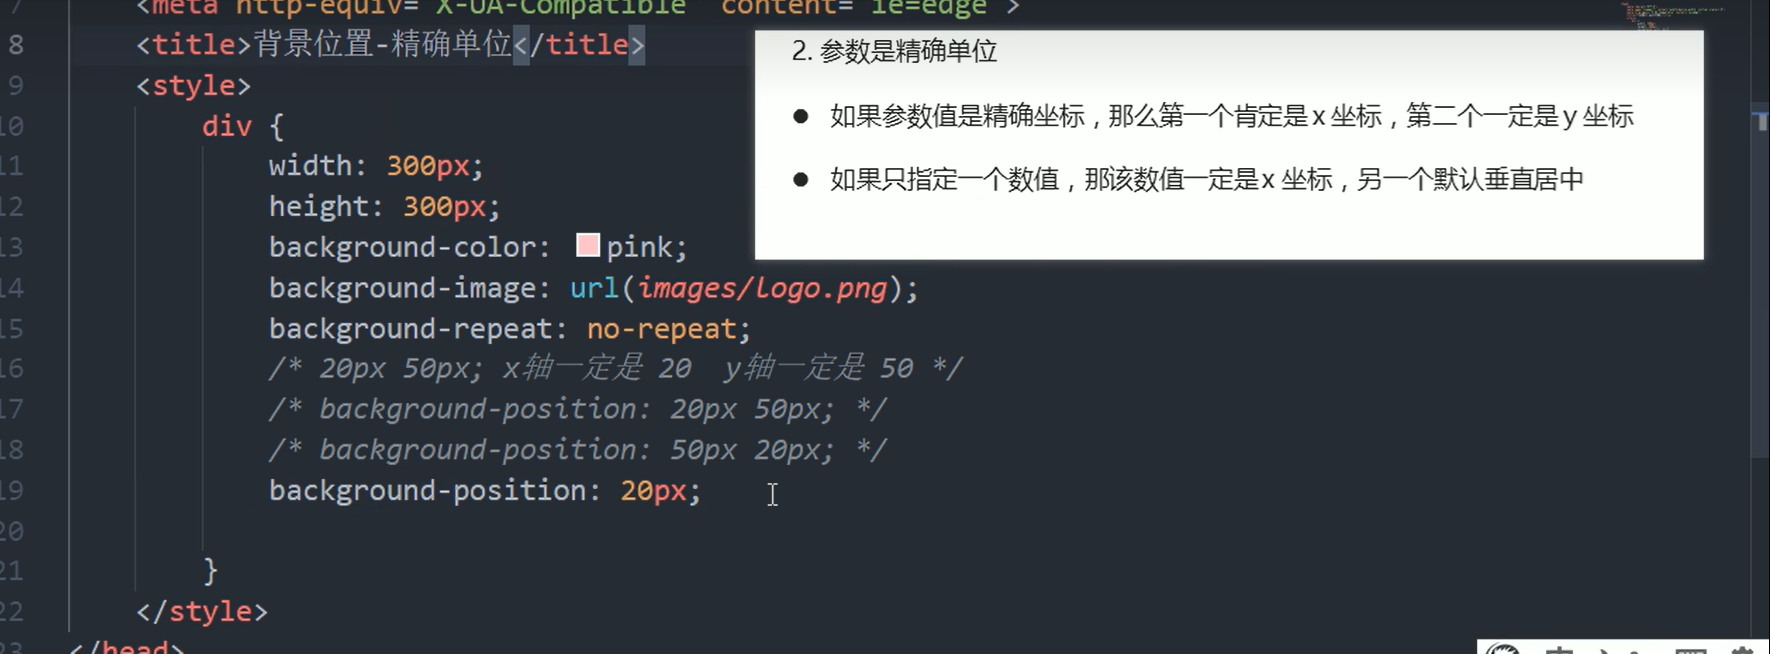 7 <meta http-equiv="X-UA-Compatible" content="ie=edge">
8 <title>背景位置-精确单位</title>
9 <style>
10 div {
11 width: 300px;
12 height: 300px;
13 background-color: pink;
14 background-image: url(images/logo.png);
15 background-repeat: no-repeat;
16 /* 20px 50px; x轴一定是 20  y轴一定是 50 */
17 /* background-position: 20px 50px; */
18 /* background-position: 50px 20px; */
19 background-position: 20px;
20
21 }
22 </style>
23 </head>
2. 参数是精确单位
● 如果参数值是精确坐标，那么第一个肯定是 x 坐标，第二个一定是 y 坐标
● 如果只指定一个数值，那该数值一定是 x 坐标，另一个默认垂直居中